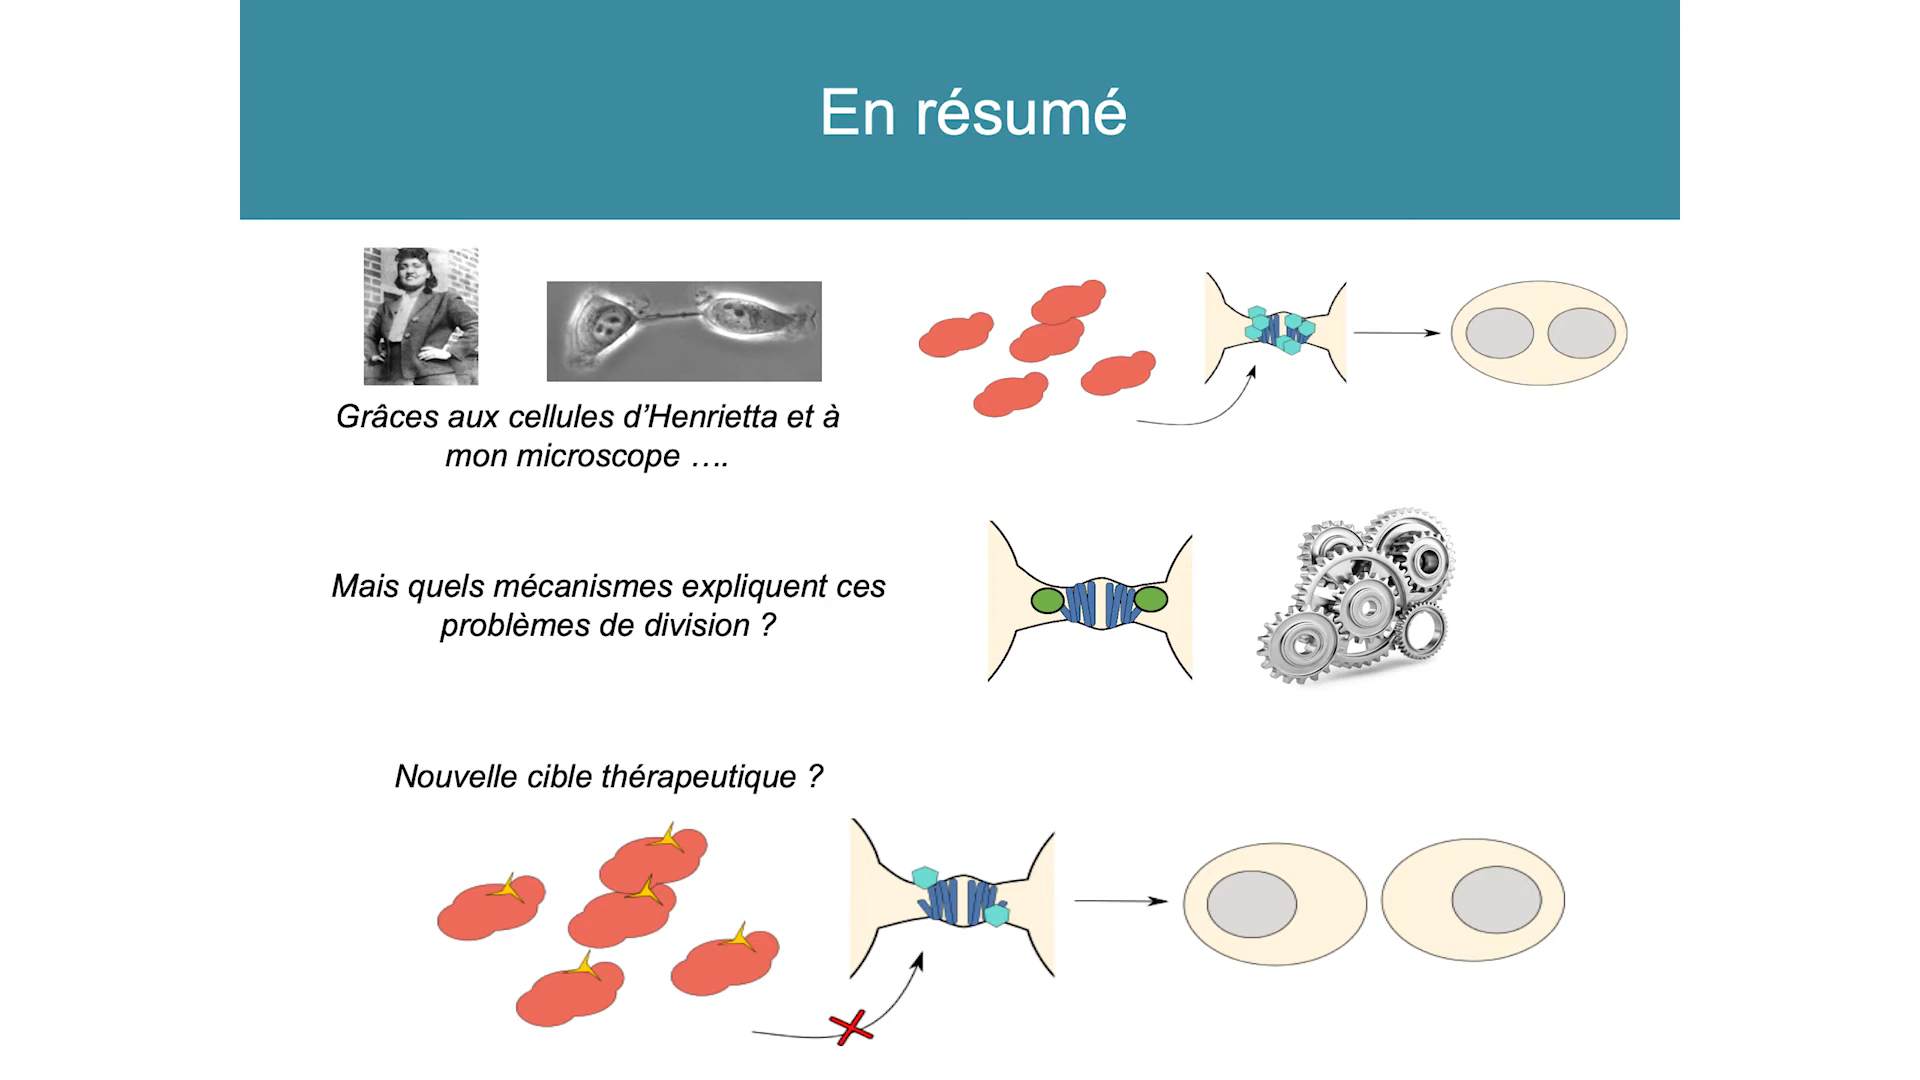 En résumé
Grâces aux cellules d’Henrietta et à
mon microscope ….
Mais quels mécanismes expliquent ces
problèmes de division ?
Nouvelle cible thérapeutique ?